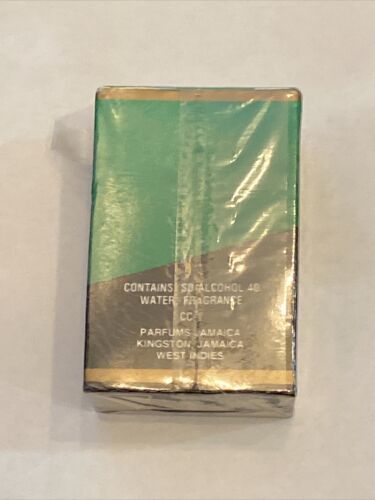 CONTAINS: SD ALCOHOL 40
WATER, FRAGRANCE
PARFUMS JAMAICA
KINGSTON, JAMAICA
WEST INDIES